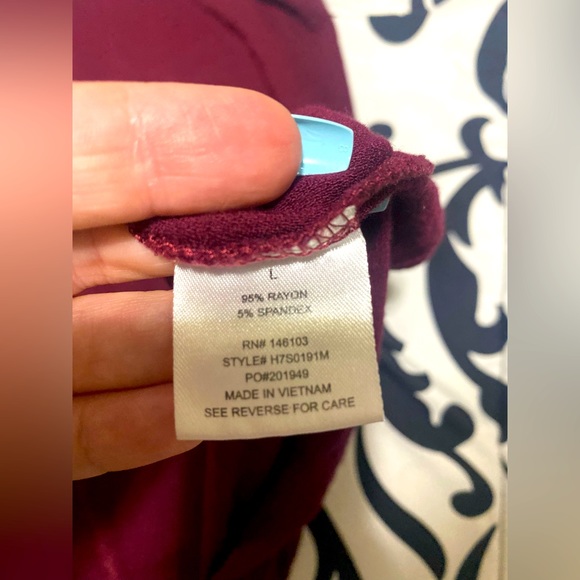 L
95% RAYON
5% SPANDEX
RN# 146103
STYLE# H7S0191M
PO#201949
MADE IN VIETNAM
SEE REVERSE FOR CARE